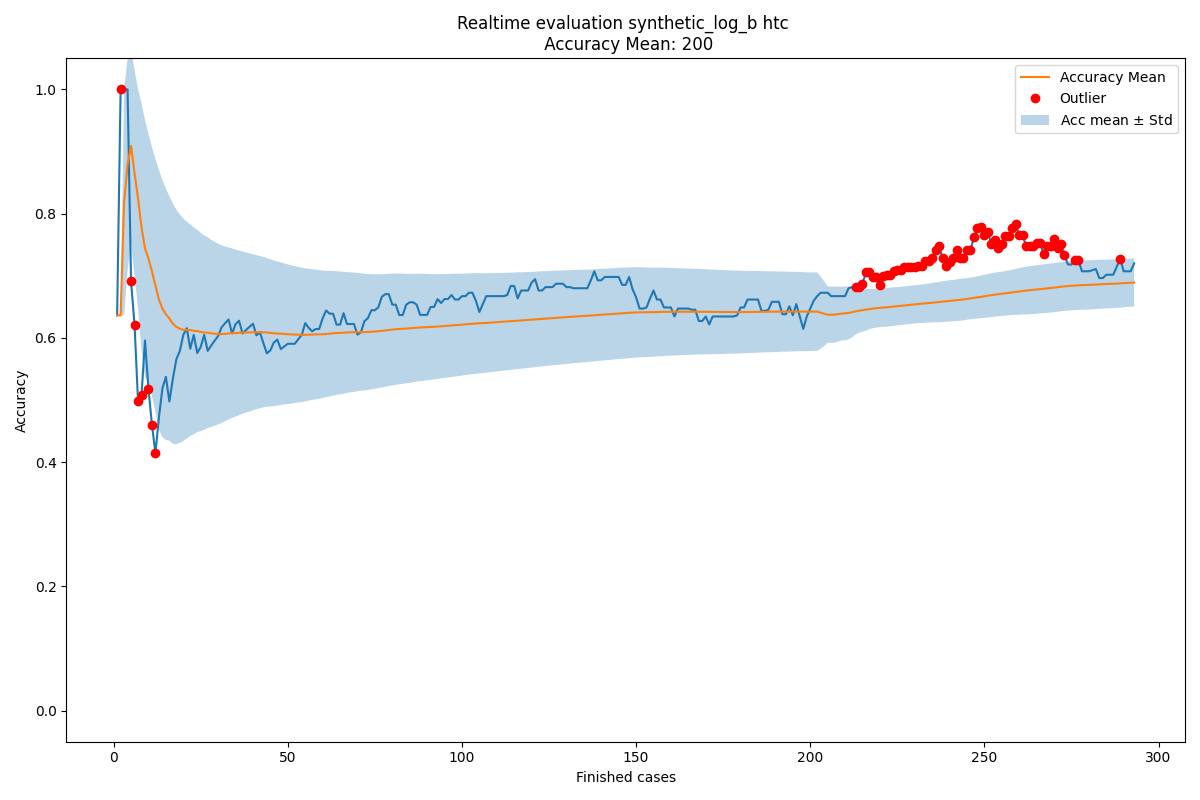 Realtime evaluation synthetic_log_b htc
Accuracy Mean: 200
Accuracy Mean
Outlier
Acc mean ± Std
Accuracy
1.0
0.8
0.6
0.4
0.2
0.0
0 50 100 150 200 250 300
Finished cases